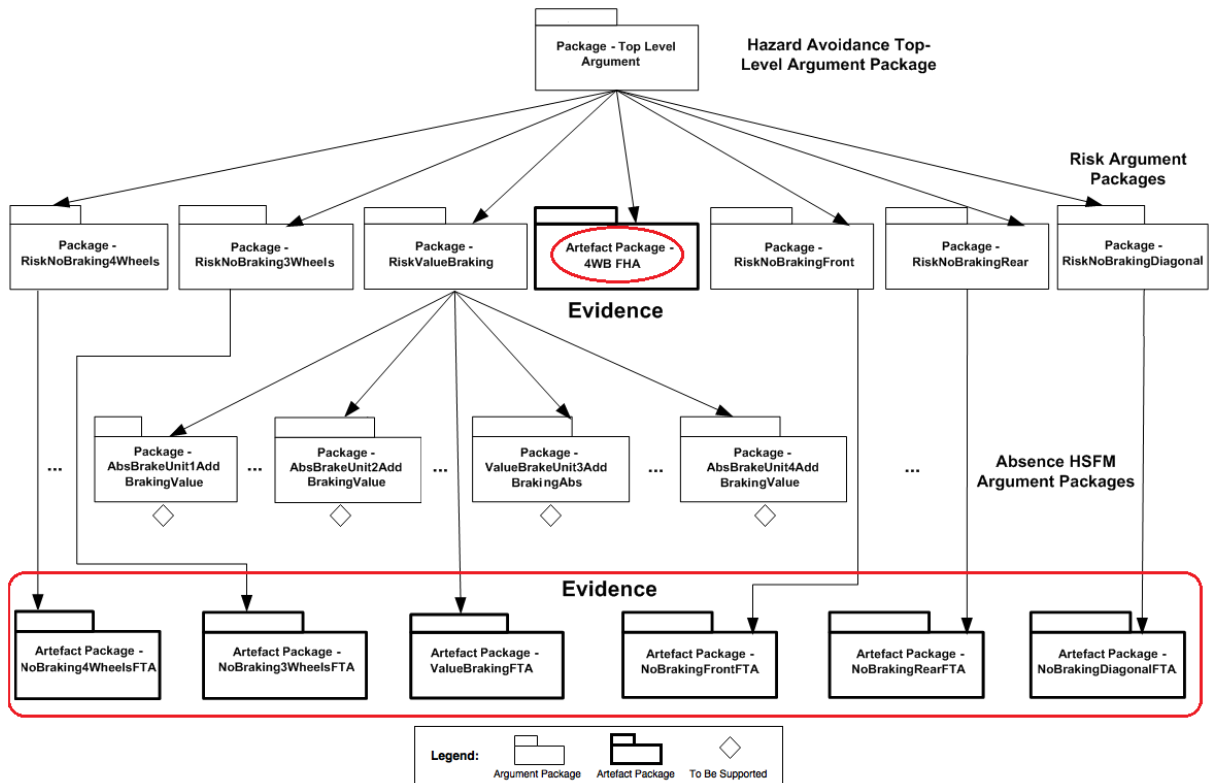 Package - Top Level
Argument
Hazard Avoidance Top-
Level Argument Package
Risk Argument
Packages
Package -
RiskNoBraking4Wheels
Package -
RiskNoBraking3Wheels
Package -
RiskValueBraking
Artefact Package -
4WB FHA
Package -
RiskNoBrakingFront
Package -
RiskNoBrakingRear
Package -
RiskNoBrakingDiagonal
Evidence
...
Package -
AbsBrakeUnit1Add
BrakingValue
...
Package -
AbsBrakeUnit2Add
BrakingValue
...
Package -
ValueBrakeUnit3Add
BrakingAbs
...
Package -
AbsBrakeUnit4Add
BrakingValue
...
Absence HSFM
Argument Packages
Evidence
Artefact Package -
NoBraking4WheelsFTA
Artefact Package -
NoBraking3WheelsFTA
Artefact Package -
ValueBrakingFTA
Artefact Package -
NoBrakingFrontFTA
Artefact Package -
NoBrakingRearFTA
Artefact Package -
NoBrakingDiagonalFTA
Legend:
Argument Package
Artefact Package
To Be Supported